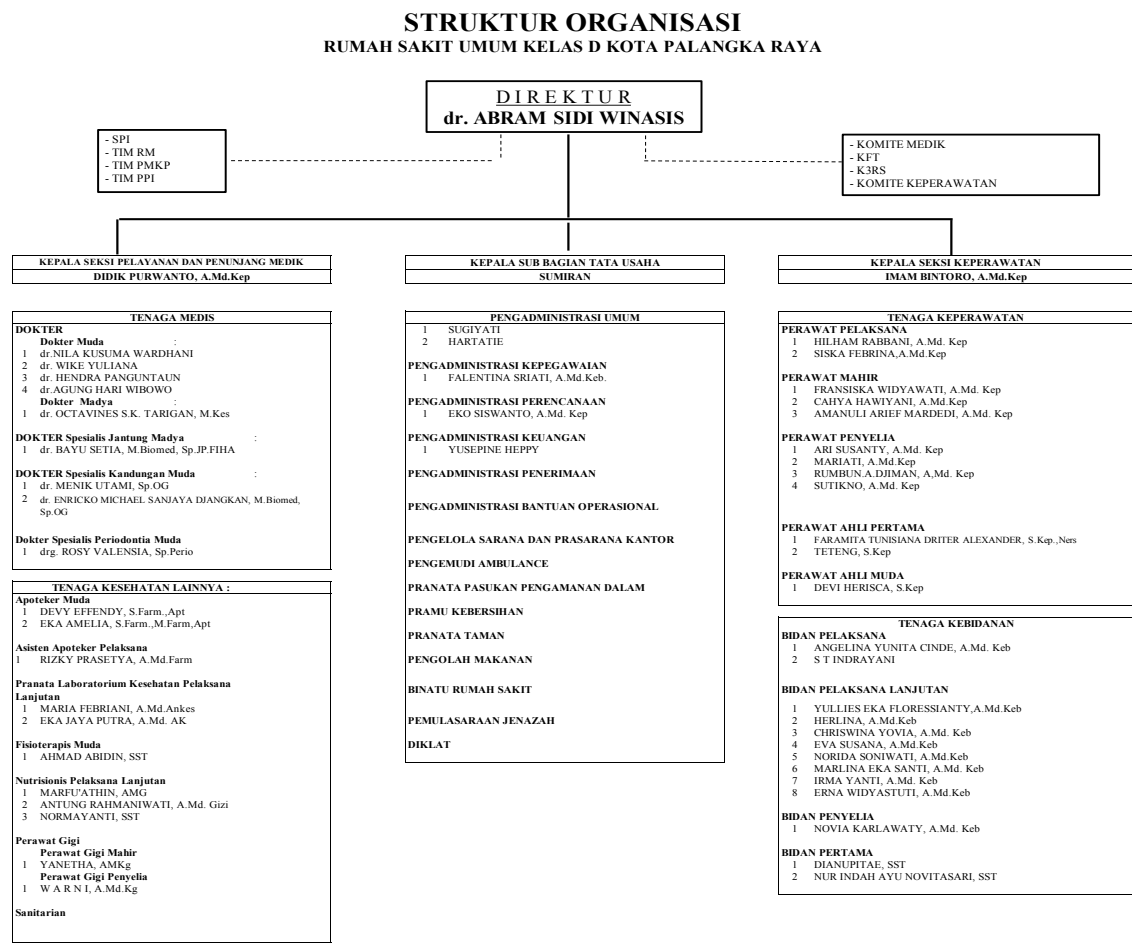 STRUKTUR ORGANISASI
RUMAH SAKIT UMUM KELAS D KOTA PALANGKA RAYA
D I R E K T U R
dr. ABRAM SIDI WINASIS
- SPI
- TIM RM
- TIM PMKP
- TIM PPI
- KOMITE MEDIK
- KFT
- K3RS
- KOMITE KEPERAWATAN
KEPALA SEKSI PELAYANAN DAN PENUNJANG MEDIK
DIDIK PURWANTO, A.Md.Kep
TENAGA MEDIS
DOKTER
Dokter Muda :
1 dr.NILA KUSUMA WARDHANI
2 dr. WIKE YULIANA
3 dr. HENDRA PANGUNTAUN
4 dr.AGUNG HARI WIBOWO
Dokter Madya :
1 dr. OCTAVINES S.K. TARIGAN, M.Kes
DOKTER Spesialis Jantung Madya :
1 dr. BAYU SETIA, M.Biomed, Sp.JP.FIHA
DOKTER Spesialis Kandungan Muda :
1 dr. MENIK UTAMI, Sp.OG
2 dr. ENRICKO MICHAEL SANJAYA DJANGKAN, M.Biomed,
Sp.OG
Dokter Spesialis Periodontia Muda
1 drg. ROSY VALENSIA, Sp.Perio
TENAGA KESEHATAN LAINNYA :
Apoteker Muda
1 DEVY EFFENDY, S.Farm.,Apt
2 EKA AMELIA, S.Farm.,M.Farm,Apt
Asisten Apoteker Pelaksana
1 RIZKY PRASETYA, A.Md.Farm
Pranata Laboratorium Kesehatan Pelaksana
Lanjutan
1 MARIA FEBRIANI, A.Md.Ankes
2 EKA JAYA PUTRA, A.Md. AK
Fisioterapis Muda
1 AHMAD ABIDIN, SST
Nutrisionis Pelaksana Lanjutan
1 MARFU'ATHIN, AMG
2 ANTUNG RAHMANIWATI, A.Md. Gizi
3 NORMAYANTI, SST
Perawat Gigi
Perawat Gigi Mahir
1 YANETHA, AMKg
Perawat Gigi Penyelia
1 W A R N I, A.Md.Kg
Sanitarian
KEPALA SUB BAGIAN TATA USAHA
SUMIRAN
PENGADMINISTRASI UMUM
1 SUGIYATI
2 HARTATIE
PENGADMINISTRASI KEPEGAWAIAN
1 FALENTINA SRIATI, A.Md.Keb.
PENGADMINISTRASI PERENCANAAN
1 EKO SISWANTO, A.Md. Kep
PENGADMINISTRASI KEUANGAN
1 YUSEPINE HEPPY
PENGADMINISTRASI PENERIMAAN
PENGADMINISTRASI BANTUAN OPERASIONAL
PENGELOLA SARANA DAN PRASARANA KANTOR
PENGEMUDI AMBULANCE
PRANATA PASUKAN PENGAMANAN DALAM
PRAMU KEBERSIHAN
PRANATA TAMAN
PENGOLAH MAKANAN
BINATU RUMAH SAKIT
PEMULASARAAN JENAZAH
DIKLAT
KEPALA SEKSI KEPERAWATAN
IMAM BINTORO, A.Md.Kep
TENAGA KEPERAWATAN
PERAWAT PELAKSANA
1 HILHAM RABBANI, A.Md. Kep
2 SISKA FEBRINA,A.Md.Kep
PERAWAT MAHIR
1 FRANSISKA WIDYAWATI, A.Md. Kep
2 CAHYA HAWIYANI, A.Md.Kep
3 AMANULI ARIEF MARDEDI, A.Md.Kep
PERAWAT PENYELIA
1 ARI SUSANTY, A.Md. Kep
2 MARIATI, A.Md.Kep
3 RUMBUN.A.DJIMAN, A,Md. Kep
4 SUTIKNO, A.Md. Kep
PERAWAT AHLI PERTAMA
1 FARAMITA TUNISIANA DRITER ALEXANDER, S.Kep.,Ners
2 TETENG, S.Kep
PERAWAT AHLI MUDA
1 DEVI HERISCA, S.Kep
TENAGA KEBIDANAN
BIDAN PELAKSANA
1 ANGELINA YUNITA CINDE, A.Md. Keb
2 S T INDRAYANI
BIDAN PELAKSANA LANJUTAN
1 YULLIES EKA FLORESSIANTY,A.Md.Keb
2 HERLINA, A.Md.Keb
3 CHRISWINA YOVIA, A.Md.Keb
4 EVA SUSANA, A.Md.Keb
5 NORIDA SONIWATI, A.Md.Keb
6 MARLINA EKA SANTI, A.Md. Keb
7 IRMA YANTI, A.Md. Keb
8 ERNA WIDYASTUTI, A.Md.Keb
BIDAN PENYELIA
1 NOVIA KARLAWATY, A.Md. Keb
BIDAN PERTAMA
1 DIANUPITAE, SST
2 NUR INDAH AYU NOVITASARI, SST